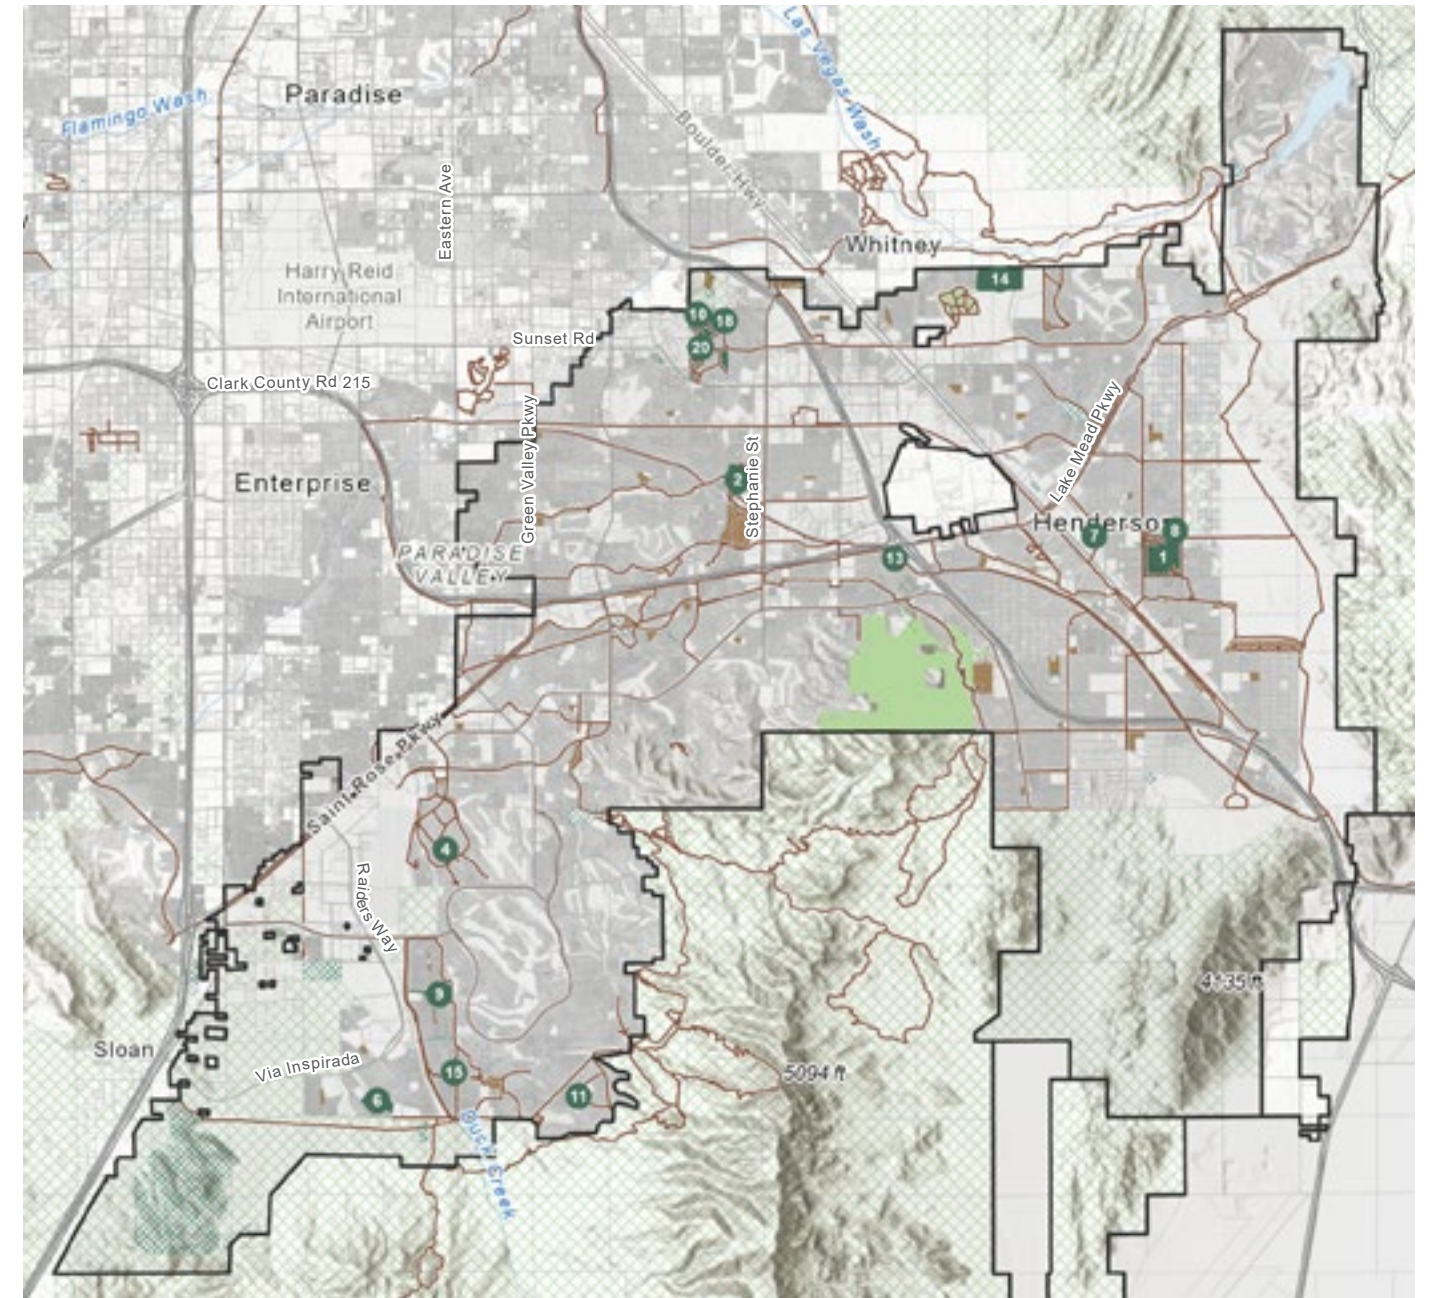 Las Vegas Wash
Paradise
Flamingo Wash
Boulder Hwy
Eastern Ave
Whitney
Harry Reid
International
Airport
14
16
18
Sunset Rd
20
Clark County Rd 215
Green Valley Pkwy
Lake Mead Pkwy
Stephanie St
2
Enterprise
Henderson
7
8
1
PARADISE
VALLEY
13
Saint Rose Pkwy
4
Raiders Way
4135 ft
9
Sloan
Via Inspirada
15
5094 ft
6
11
Creek